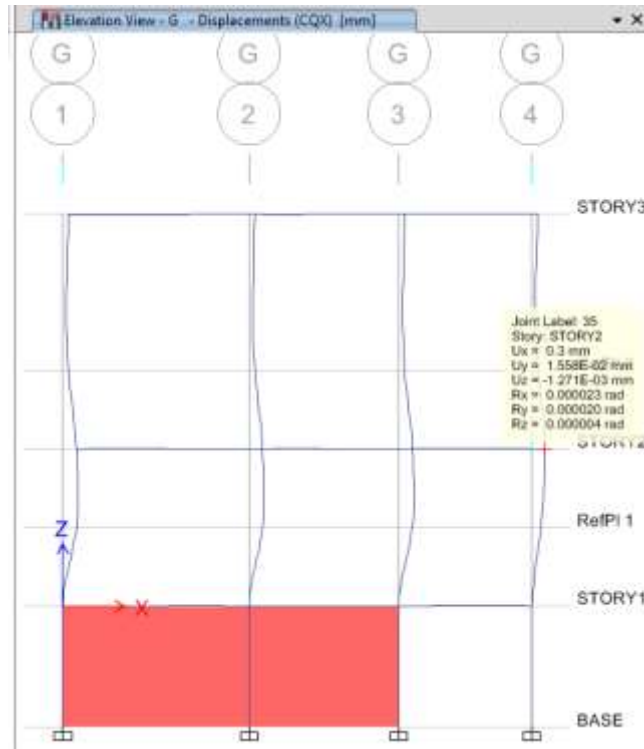 Elevation View - G - Displacements (CQX) [mm]
G G G G
1 2 3 4
STORY3
Joint Label: 35
Story: STORY2
Ux = 0.3 mm
Uy = 1.558E-02 mm
Uz = -1.271E-03 mm
Rx = 0.000023 rad
Ry = 0.000020 rad
Rz = 0.000004 rad
STORY2
RefPl 1
Z
STORY1
X
BASE